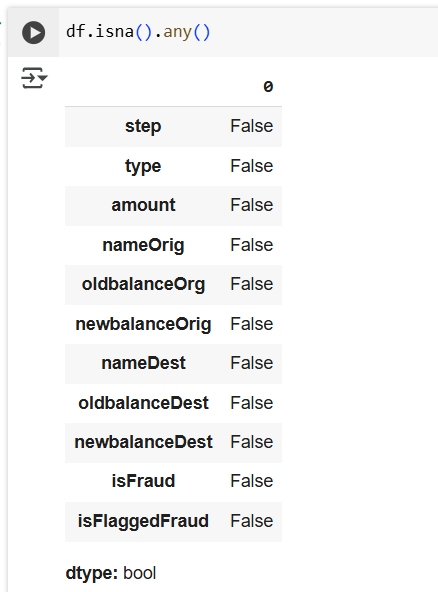 df.isna().any()
0
step False
type False
amount False
nameOrig False
oldbalanceOrg False
newbalanceOrig False
nameDest False
oldbalanceDest False
newbalanceDest False
isFraud False
isFlaggedFraud False
dtype: bool